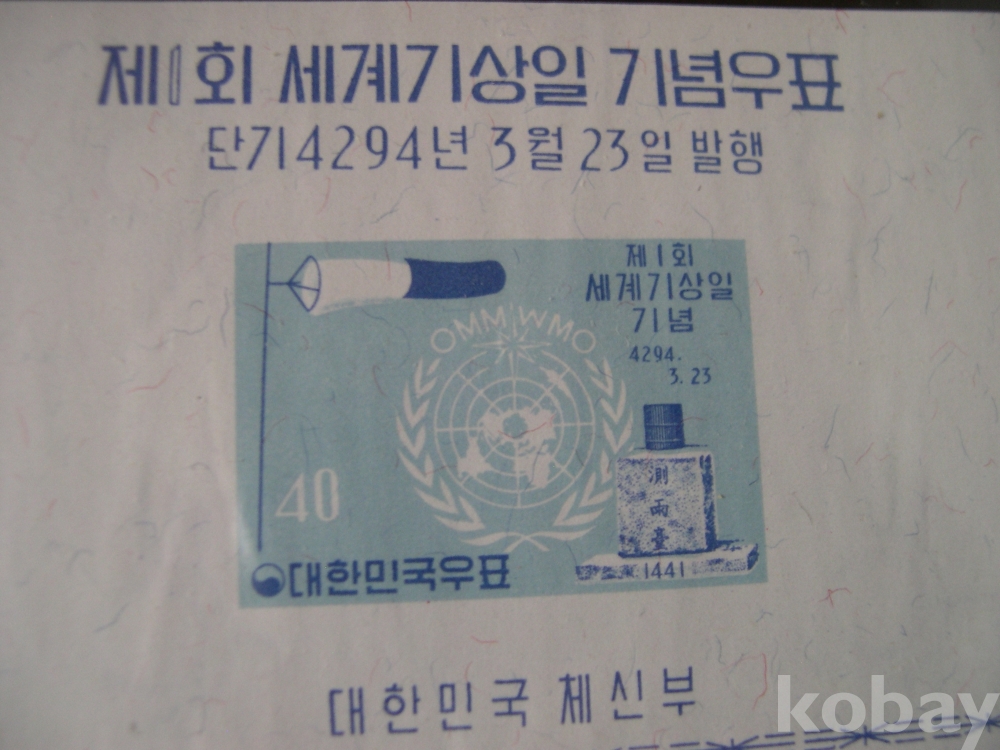 제1회 세계기상일 기념우표
단기4294년 3월 23일 발행
제1회
세계기상일
기념
4294.
3.23
OMM WMO
40
測
雨
臺
1441
대한민국우표
대한민국 체신부
kobay